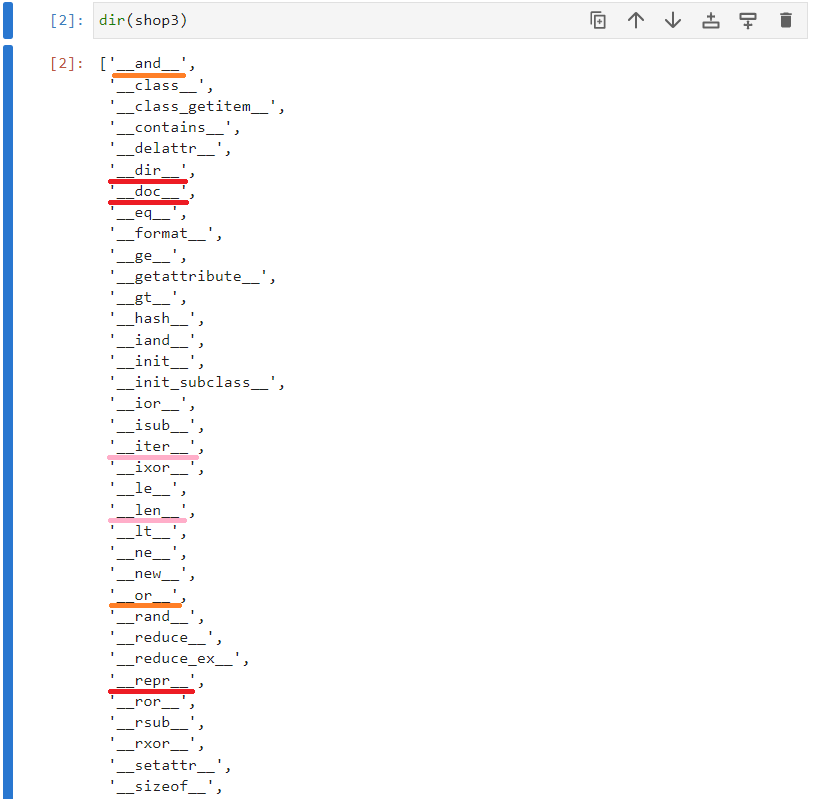 [2]: dir(shop3)
[2]: ['__and__',
'__class__',
'__class_getitem__',
'__contains__',
'__delattr__',
'__dir__',
'__doc__',
'__eq__',
'__format__',
'__ge__',
'__getattribute__',
'__gt__',
'__hash__',
'__iand__',
'__init__',
'__init_subclass__',
'__ior__',
'__isub__',
'__iter__',
'__ixor__',
'__le__',
'__len__',
'__lt__',
'__ne__',
'__new__',
'__or__',
'__rand__',
'__reduce__',
'__reduce_ex__',
'__repr__',
'__ror__',
'__rsub__',
'__rxor__',
'__setattr__',
'__sizeof__',